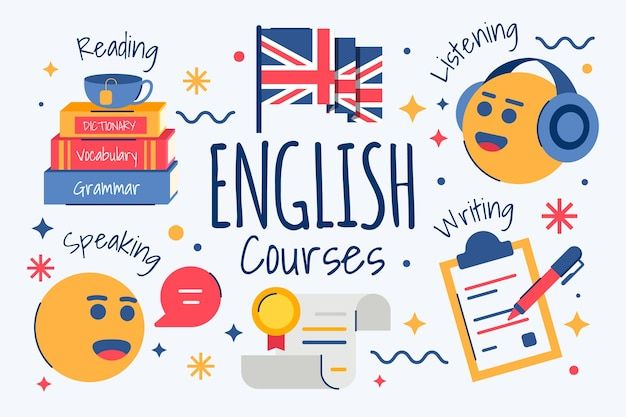 Reading
DICTIONARY
Vocabulary
Grammar
Listening
ENGLISH
Courses
Speaking
Writing